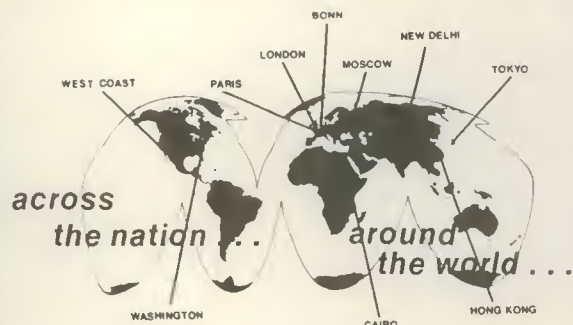 BONN
NEW DELHI
LONDON
MOSCOW
TOKYO
WEST COAST
PARIS
across
the nation . . .
around
the world . . .
WASHINGTON
HONG KONG
CAIRO